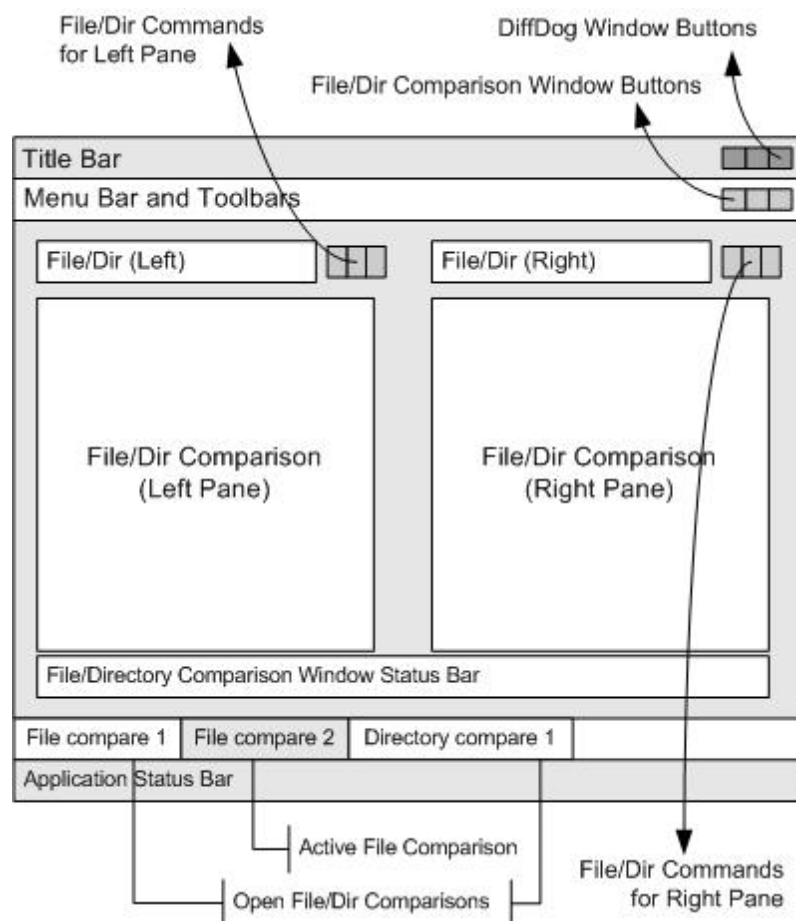 File/Dir Commands
for Left Pane
DiffDog Window Buttons
File/Dir Comparison Window Buttons
Title Bar
Menu Bar and Toolbars
File/Dir (Left)
File/Dir (Right)
File/Dir Comparison
(Left Pane)
File/Dir Comparison
(Right Pane)
File/Directory Comparison Window Status Bar
File compare 1
File compare 2
Directory compare 1
Application Status Bar
Active File Comparison
Open File/Dir Comparisons
File/Dir Commands
for Right Pane